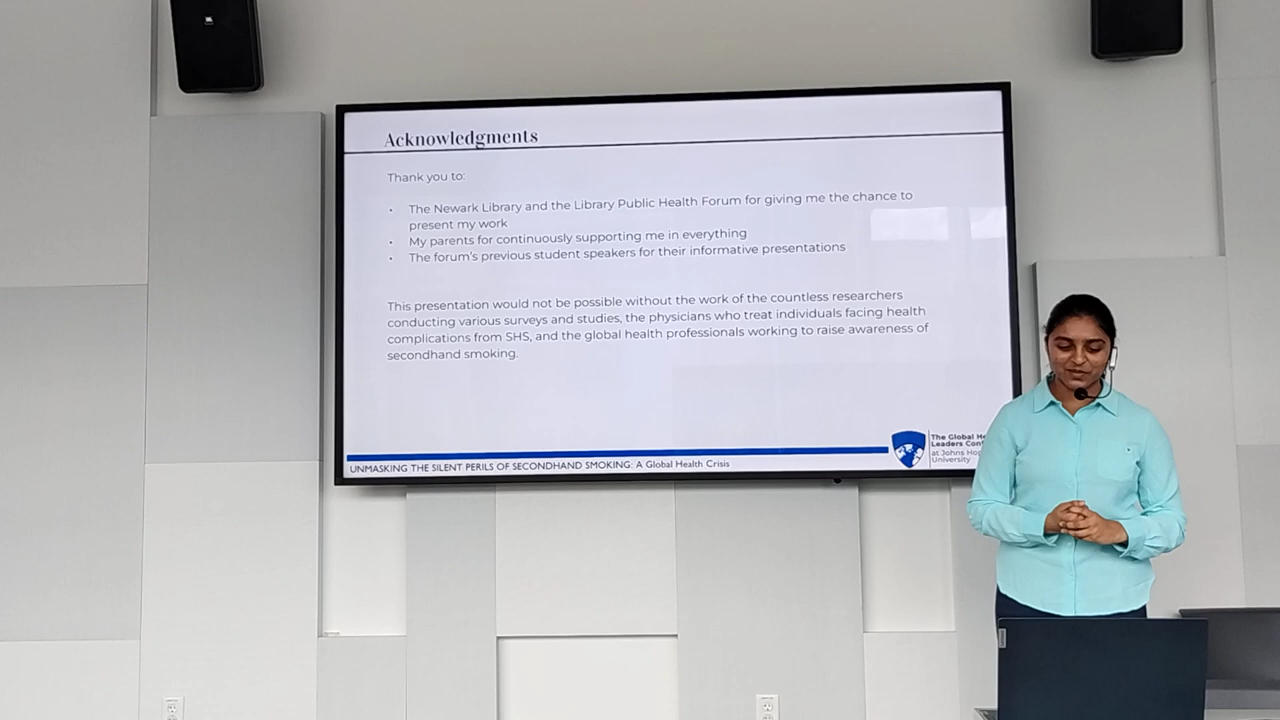 Acknowledgments
Thank you to:
• The Newark Library and the Library Public Health Forum for giving me the chance to
present my work
• My parents for continuously supporting me in everything
• The forum's previous student speakers for their informative presentations
This presentation would not be possible without the work of the countless researchers
conducting various surveys and studies, the physicians who treat individuals facing health
complications from SHS, and the global health professionals working to raise awareness of
secondhand smoking.
UNMASKING THE SILENT PERILS OF SECONDHAND SMOKING: A Global Health Crisis
The Global
Leaders
at Johns
University
JBL
Lenovo